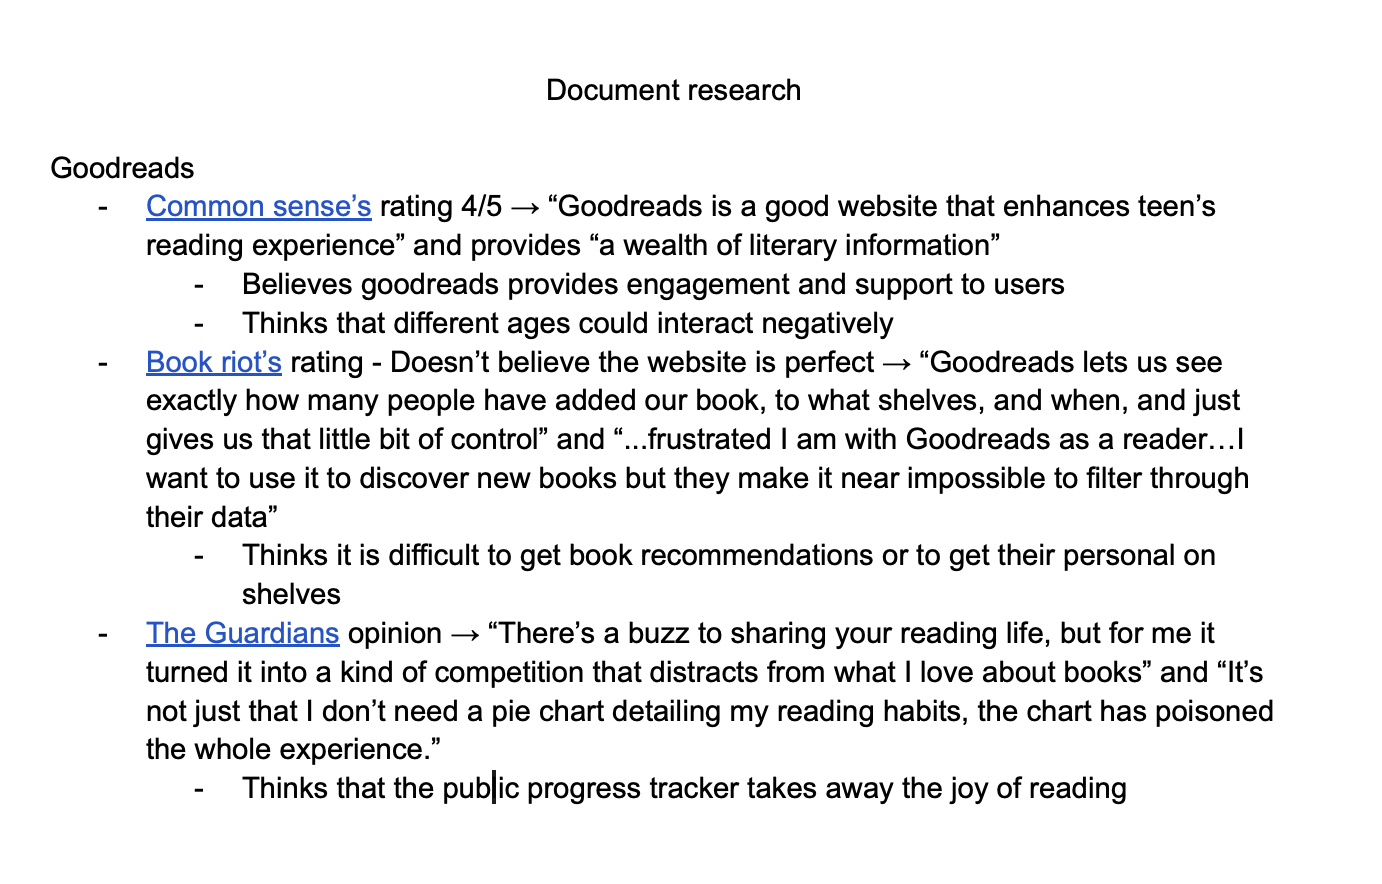 Document research
Goodreads
- Common sense’s rating 4/5 → “Goodreads is a good website that enhances teen’s
reading experience” and provides “a wealth of literary information”
- Believes goodreads provides engagement and support to users
- Thinks that different ages could interact negatively
- Book riot’s rating - Doesn’t believe the website is perfect → “Goodreads lets us see
exactly how many people have added our book, to what shelves, and when, and just
gives us that little bit of control” and “...frustrated I am with Goodreads as a reader…I
want to use it to discover new books but they make it near impossible to filter through
their data”
- Thinks it is difficult to get book recommendations or to get their personal on
shelves
- The Guardians opinion → “There’s a buzz to sharing your reading life, but for me it
turned it into a kind of competition that distracts from what I love about books” and “It’s
not just that I don’t need a pie chart detailing my reading habits, the chart has poisoned
the whole experience.”
- Thinks that the public progress tracker takes away the joy of reading